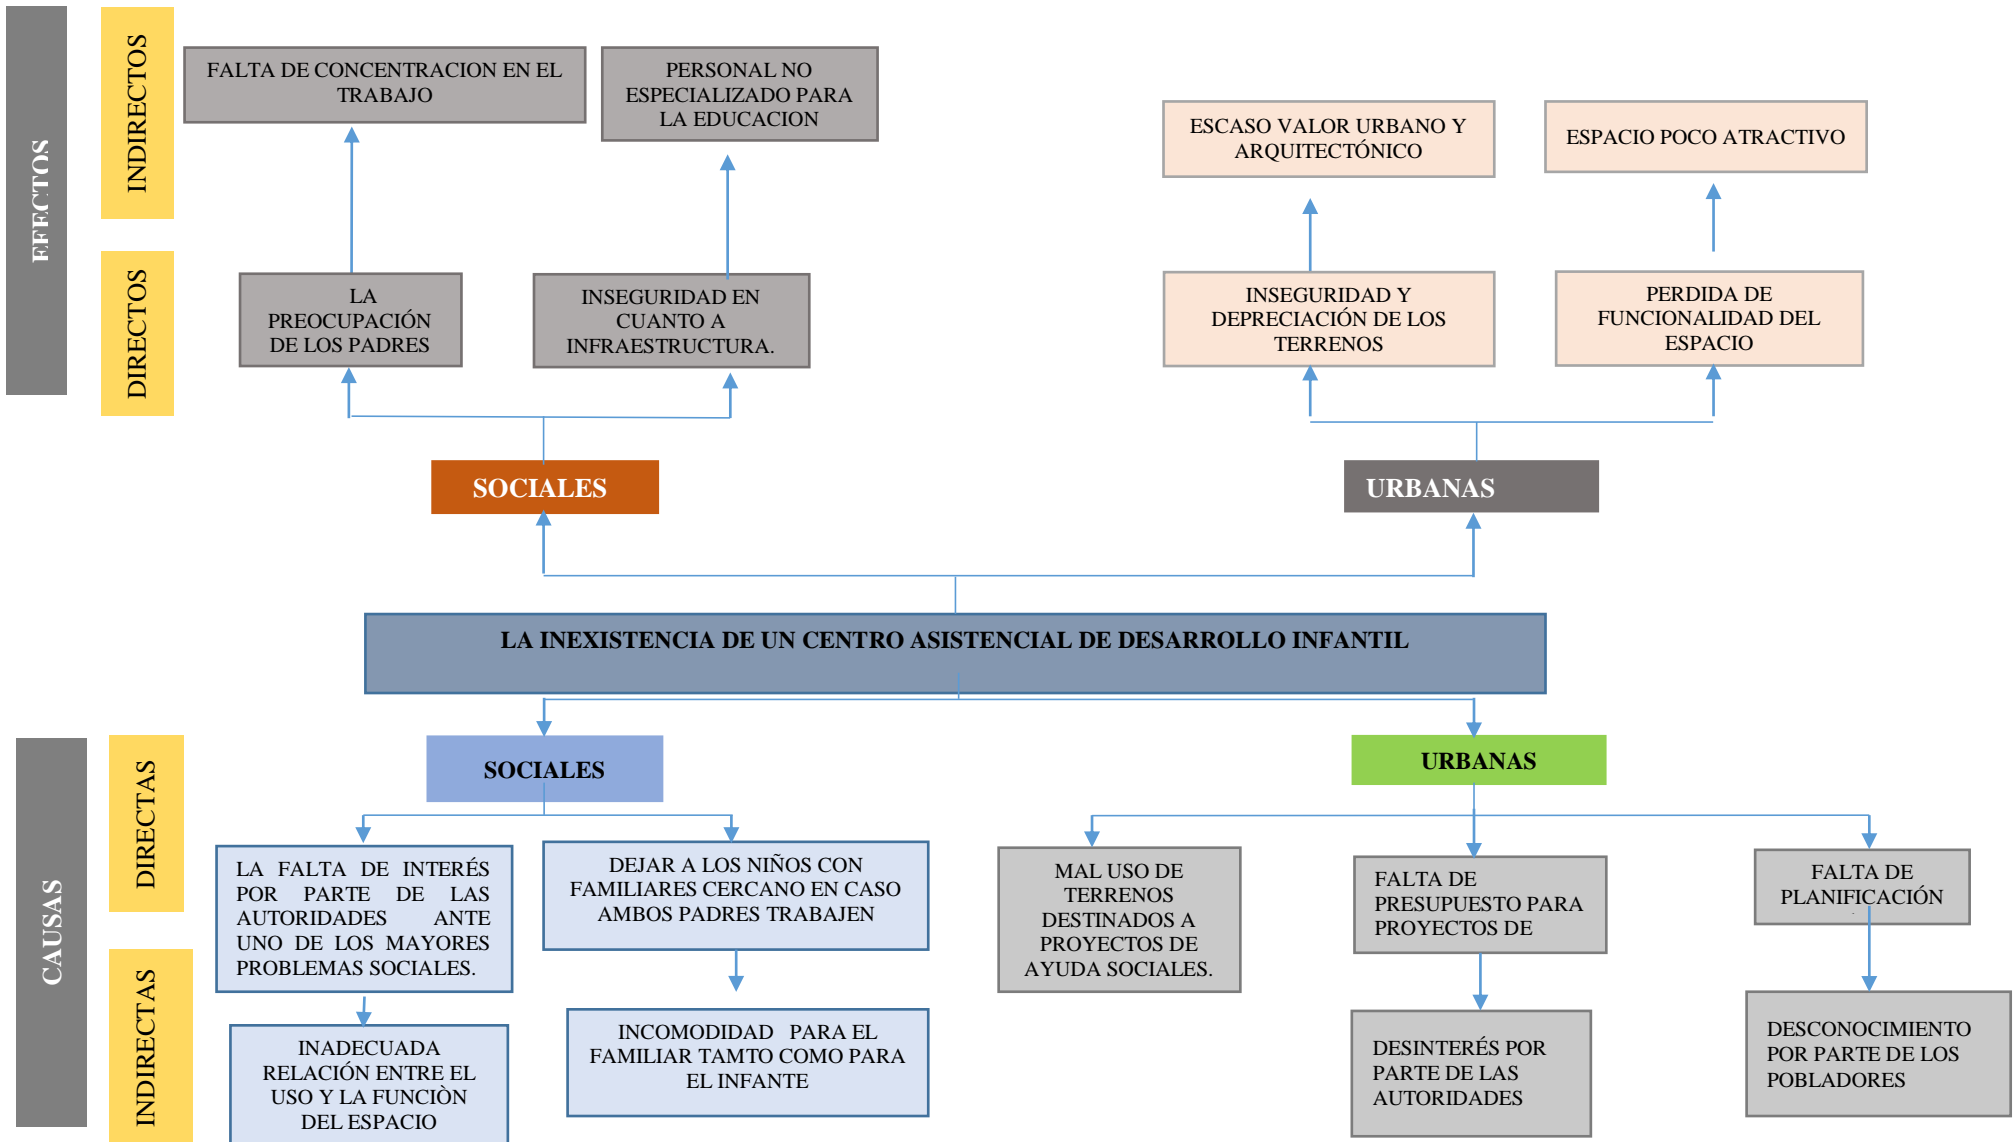 EFECTOS
INDIRECTOS
FALTA DE CONCENTRACION EN EL
TRABAJO
PERSONAL NO
ESPECIALIZADO PARA
LA EDUCACION
ESCASO VALOR URBANO Y
ARQUITECTÓNICO
ESPACIO POCO ATRACTIVO
DIRECTOS
LA
PREOCUPACIÓN
DE LOS PADRES
INSEGURIDAD EN
CUANTO A
INFRAESTRUCTURA.
INSEGURIDAD Y
DEPRECIACIÓN DE LOS
TERRENOS
PERDIDA DE
FUNCIONALIDAD DEL
ESPACIO
SOCIALES
URBANAS
LA INEXISTENCIA DE UN CENTRO ASISTENCIAL DE DESARROLLO INFANTIL
CAUSAS
DIRECTAS
SOCIALES
URBANAS
LA FALTA DE INTERÉS
POR PARTE DE LAS
AUTORIDADES ANTE
UNO DE LOS MAYORES
PROBLEMAS SOCIALES.
DEJAR A LOS NIÑOS CON
FAMILIARES CERCANO EN CASO
AMBOS PADRES TRABAJEN
MAL USO DE
TERRENOS
DESTINADOS A
PROYECTOS DE
AYUDA SOCIALES.
FALTA DE
PRESUPUESTO PARA
PROYECTOS DE
FALTA DE
PLANIFICACIÓN
INDIRECTAS
INADECUADA
RELACIÓN ENTRE EL
USO Y LA FUNCIÒN
DEL ESPACIO
INCOMODIDAD PARA EL
FAMILIAR TAMTO COMO PARA
EL INFANTE
DESINTERÉS POR
PARTE DE LAS
AUTORIDADES
DESCONOCIMIENTO
POR PARTE DE LOS
POBLADORES